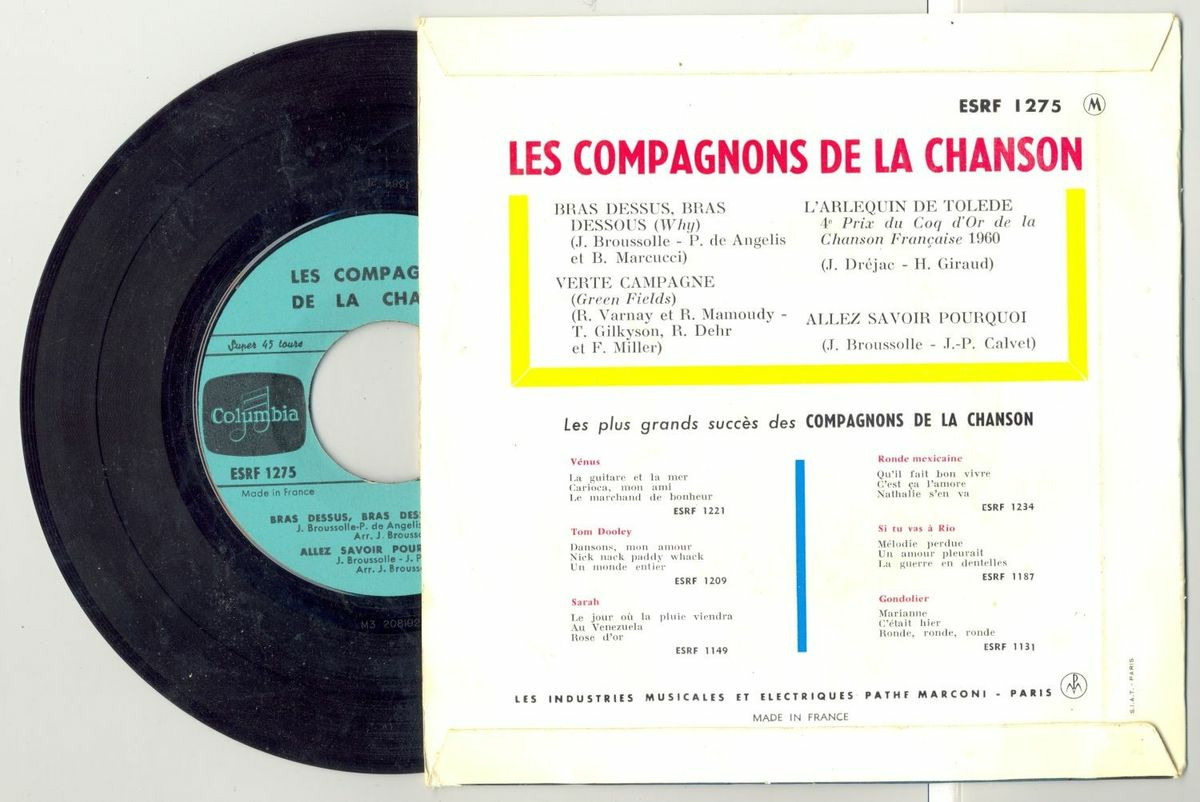 LES COMPAG
DE LA CHA
Super 45 tours
Columbia
ESRF 1275
Made in France
BRAS DESSUS, BRAS DES
J. Broussolle-P. de Angelis
Arr. J. Brouss
ALLEZ SAVOIR POUR
J. Broussolle - J. P
Arr. J. Brouss
M3 208192
ESRF 1275 M
LES COMPAGNONS DE LA CHANSON
BRAS DESSUS, BRAS
DESSOUS (Why)
(J. Broussolle - P. de Angelis
et B. Marcucci)
VERTE CAMPAGNE
(Green Fields)
(R. Varnay et R. Mamoudy -
T. Gilkyson, R. Dehr
et F. Miller)
L'ARLEQUIN DE TOLEDE
4e Prix du Coq d'Or de la
Chanson Française 1960
(J. Dréjac - H. Giraud)
ALLEZ SAVOIR POURQUOI
(J. Broussolle - J.-P. Calvet)
Les plus grands succès des COMPAGNONS DE LA CHANSON
Vénus
La guitare et la mer
Carioca, mon ami
Le marchand de bonheur
ESRF 1221
Tom Dooley
Dansons, mon amour
Nick nack paddy whack
Un monde entier
ESRF 1209
Sarah
Le jour où la pluie viendra
Au Venezuela
Rose d'or
ESRF 1149
Ronde mexicaine
Qu'il fait bon vivre
C'est ça l'amore
Nathalie s'en va
ESRF 1234
Si tu vas à Rio
Mélodie perdue
Un amour pleurait
La guerre en dentelles
ESRF 1187
Gondolier
Marianne
C'était hier
Ronde, ronde, ronde
ESRF 1131
LES INDUSTRIES MUSICALES ET ELECTRIQUES PATHE MARCONI - PARIS
MADE IN FRANCE
S.I.A.T. - PARIS